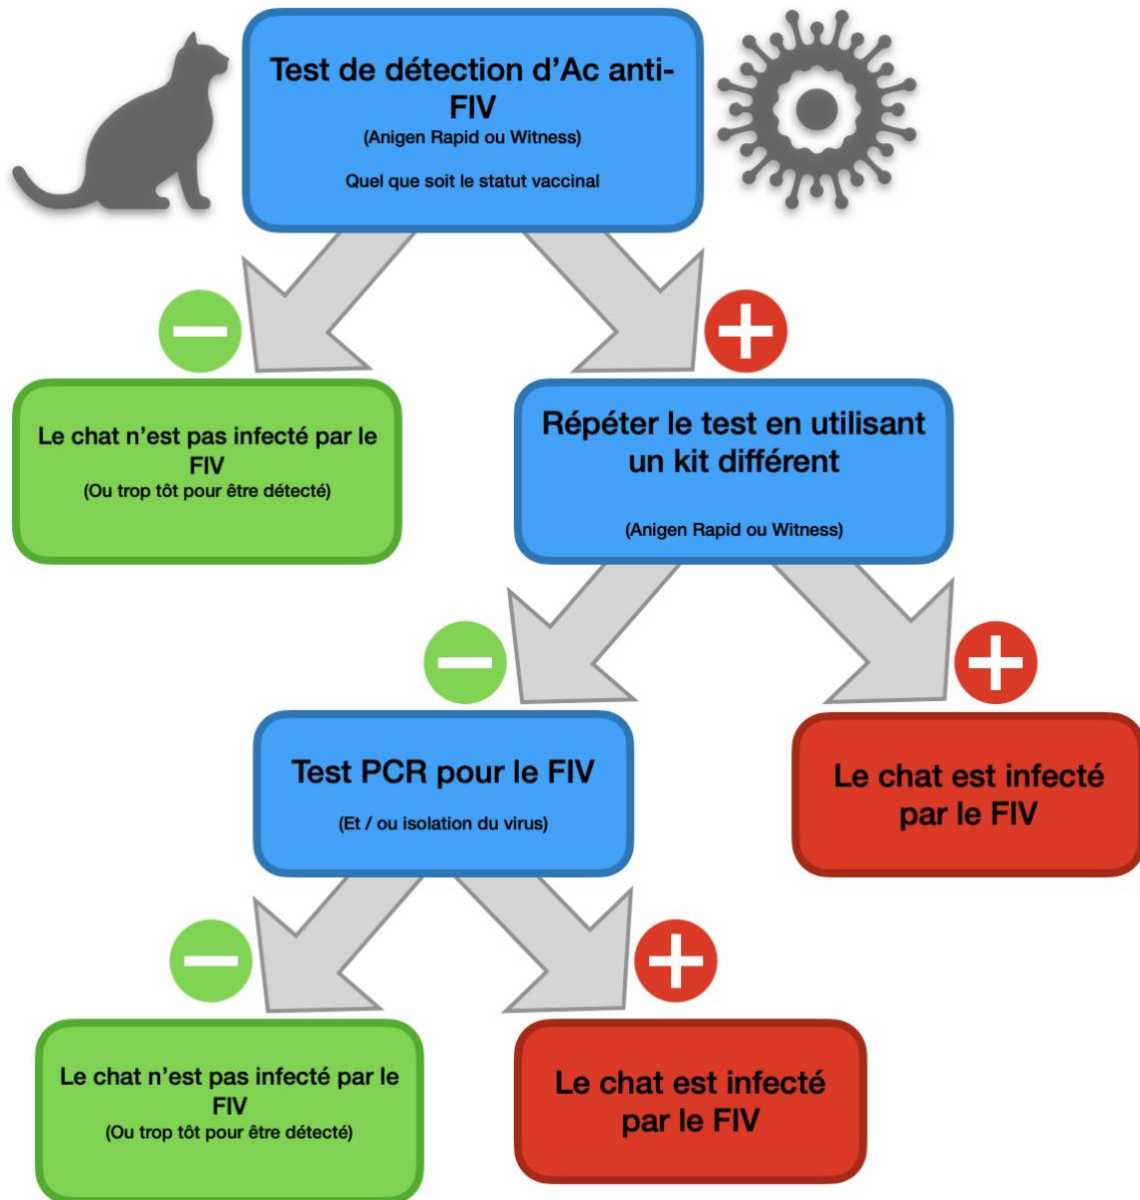 Test de détection d'Ac anti-
FIV
(Anigen Rapid ou Witness)
Quel que soit le statut vaccinal
Le chat n'est pas infecté par le
FIV
(Ou trop tôt pour être détecté)
Répéter le test en utilisant
un kit différent
(Anigen Rapid ou Witness)
Test PCR pour le FIV
(Et / ou isolation du virus)
Le chat est infecté
par le FIV
Le chat n'est pas infecté par le
FIV
(Ou trop tôt pour être détecté)
Le chat est infecté
par le FIV